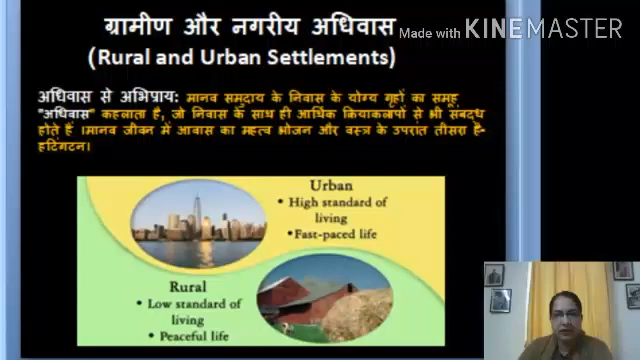 ग्रामीण और नगरीय अधिवास
(Rural and Urban Settlements)
Made with KINEMASTER
अधिवास से अभिप्राय: मानव समुदाय के निवास के योग्य गृहों का समूह
"अधिवास" कहलाता है, जो निवास के साथ ही आर्थिक क्रियाकलापों से भी संबद्ध
होते हैं ।मानव जीवन में आवास का महत्व भोजन और वस्त्र के उपरांत तीसरा है-
हटिंगटन।
Urban
• High standard of
living
• Fast-paced life
Rural
• Low standard of
living
• Peaceful life